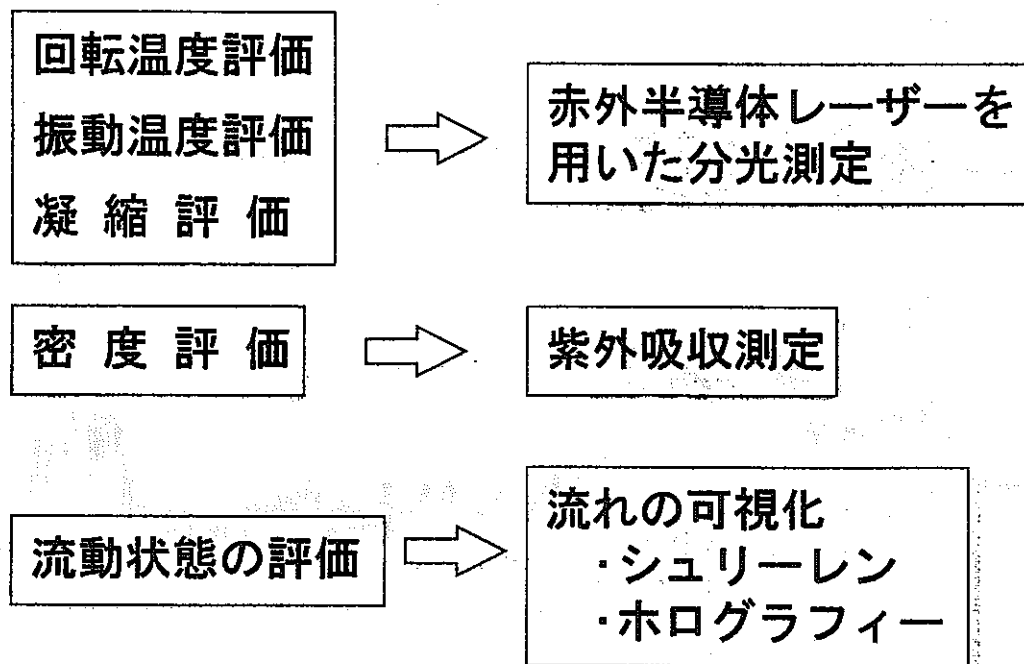 回転温度評価
振動温度評価
凝 縮 評 価
赤外半導体レーザーを
用いた分光測定
密 度 評 価
紫外吸収測定
流動状態の評価
流れの可視化
・シュリーレン
・ホログラフィー